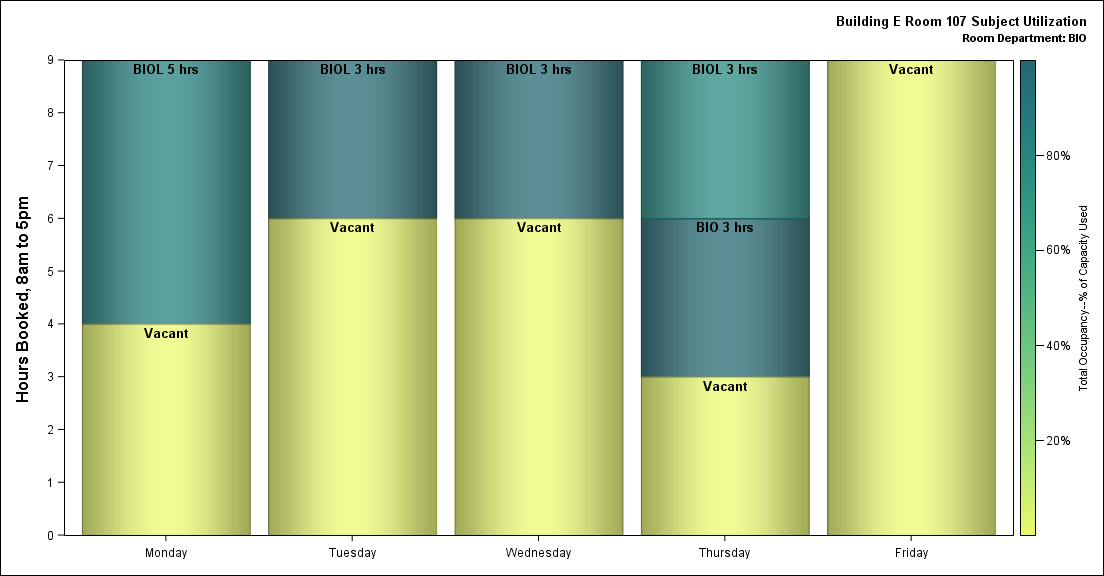 Building E Room 107 Subject Utilization
Room Department: BIO
Hours Booked, 8am to 5pm
9
8
7
6
5
4
3
2
1
0
BIOL 5 hrs
Vacant
BIOL 3 hrs
Vacant
BIOL 3 hrs
Vacant
BIOL 3 hrs
BIO 3 hrs
Vacant
Vacant
Monday
Tuesday
Wednesday
Thursday
Friday
80%
60%
40%
20%
Total Occupancy--% of Capacity Used